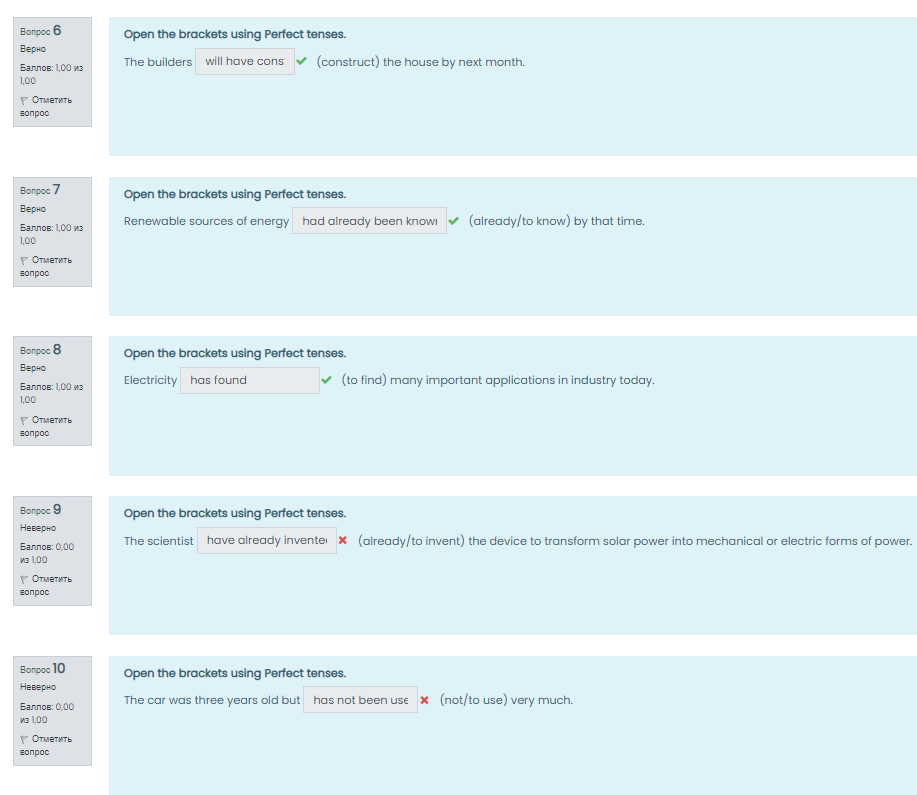 Вопрос 6
Верно
Баллов: 1,00 из
1,00
Отметить
вопрос
Open the brackets using Perfect tenses.
The builders will have cons (construct) the house by next month.
Вопрос 7
Верно
Баллов: 1,00 из
1,00
Отметить
вопрос
Open the brackets using Perfect tenses.
Renewable sources of energy had already been know (already/to know) by that time.
Вопрос 8
Верно
Баллов: 1,00 из
1,00
Отметить
вопрос
Open the brackets using Perfect tenses.
Electricity has found (to find) many important applications in industry today.
Вопрос 9
Неверно
Баллов: 0,00
из 1,00
Отметить
вопрос
Open the brackets using Perfect tenses.
The scientist have already invente (already/to invent) the device to transform solar power into mechanical or electric forms of power.
Вопрос 10
Неверно
Баллов: 0,00
из 1,00
Отметить
вопрос
Open the brackets using Perfect tenses.
The car was three years old but has not been use (not/to use) very much.